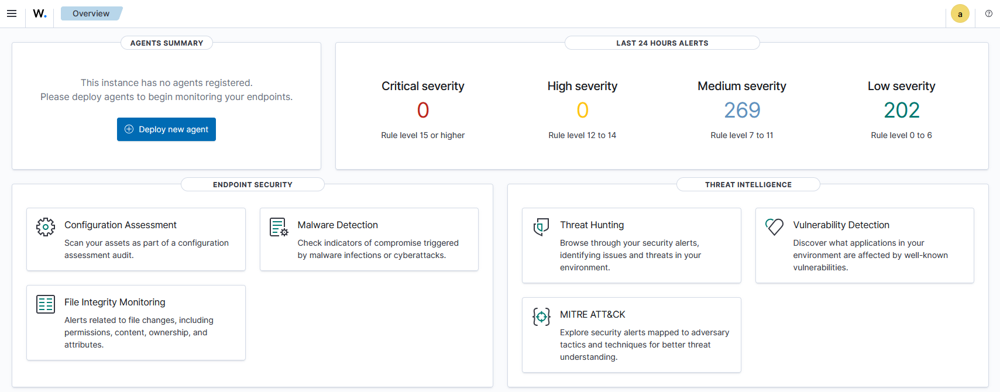 W.
Overview
a
AGENTS SUMMARY
This instance has no agents registered.
Please deploy agents to begin monitoring your endpoints.
Deploy new agent
LAST 24 HOURS ALERTS
Critical severity
0
Rule level 15 or higher
High severity
0
Rule level 12 to 14
Medium severity
269
Rule level 7 to 11
Low severity
202
Rule level 0 to 6
ENDPOINT SECURITY
Configuration Assessment
Scan your assets as part of a configuration
assessment audit.
Malware Detection
Check indicators of compromise triggered
by malware infections or cyberattacks.
File Integrity Monitoring
Alerts related to file changes, including
permissions, content, ownership, and
attributes.
THREAT INTELLIGENCE
Threat Hunting
Browse through your security alerts,
identifying issues and threats in your
environment.
Vulnerability Detection
Discover what applications in your
environment are affected by well-known
vulnerabilities.
MITRE ATT&CK
Explore security alerts mapped to adversary
tactics and techniques for better threat
understanding.